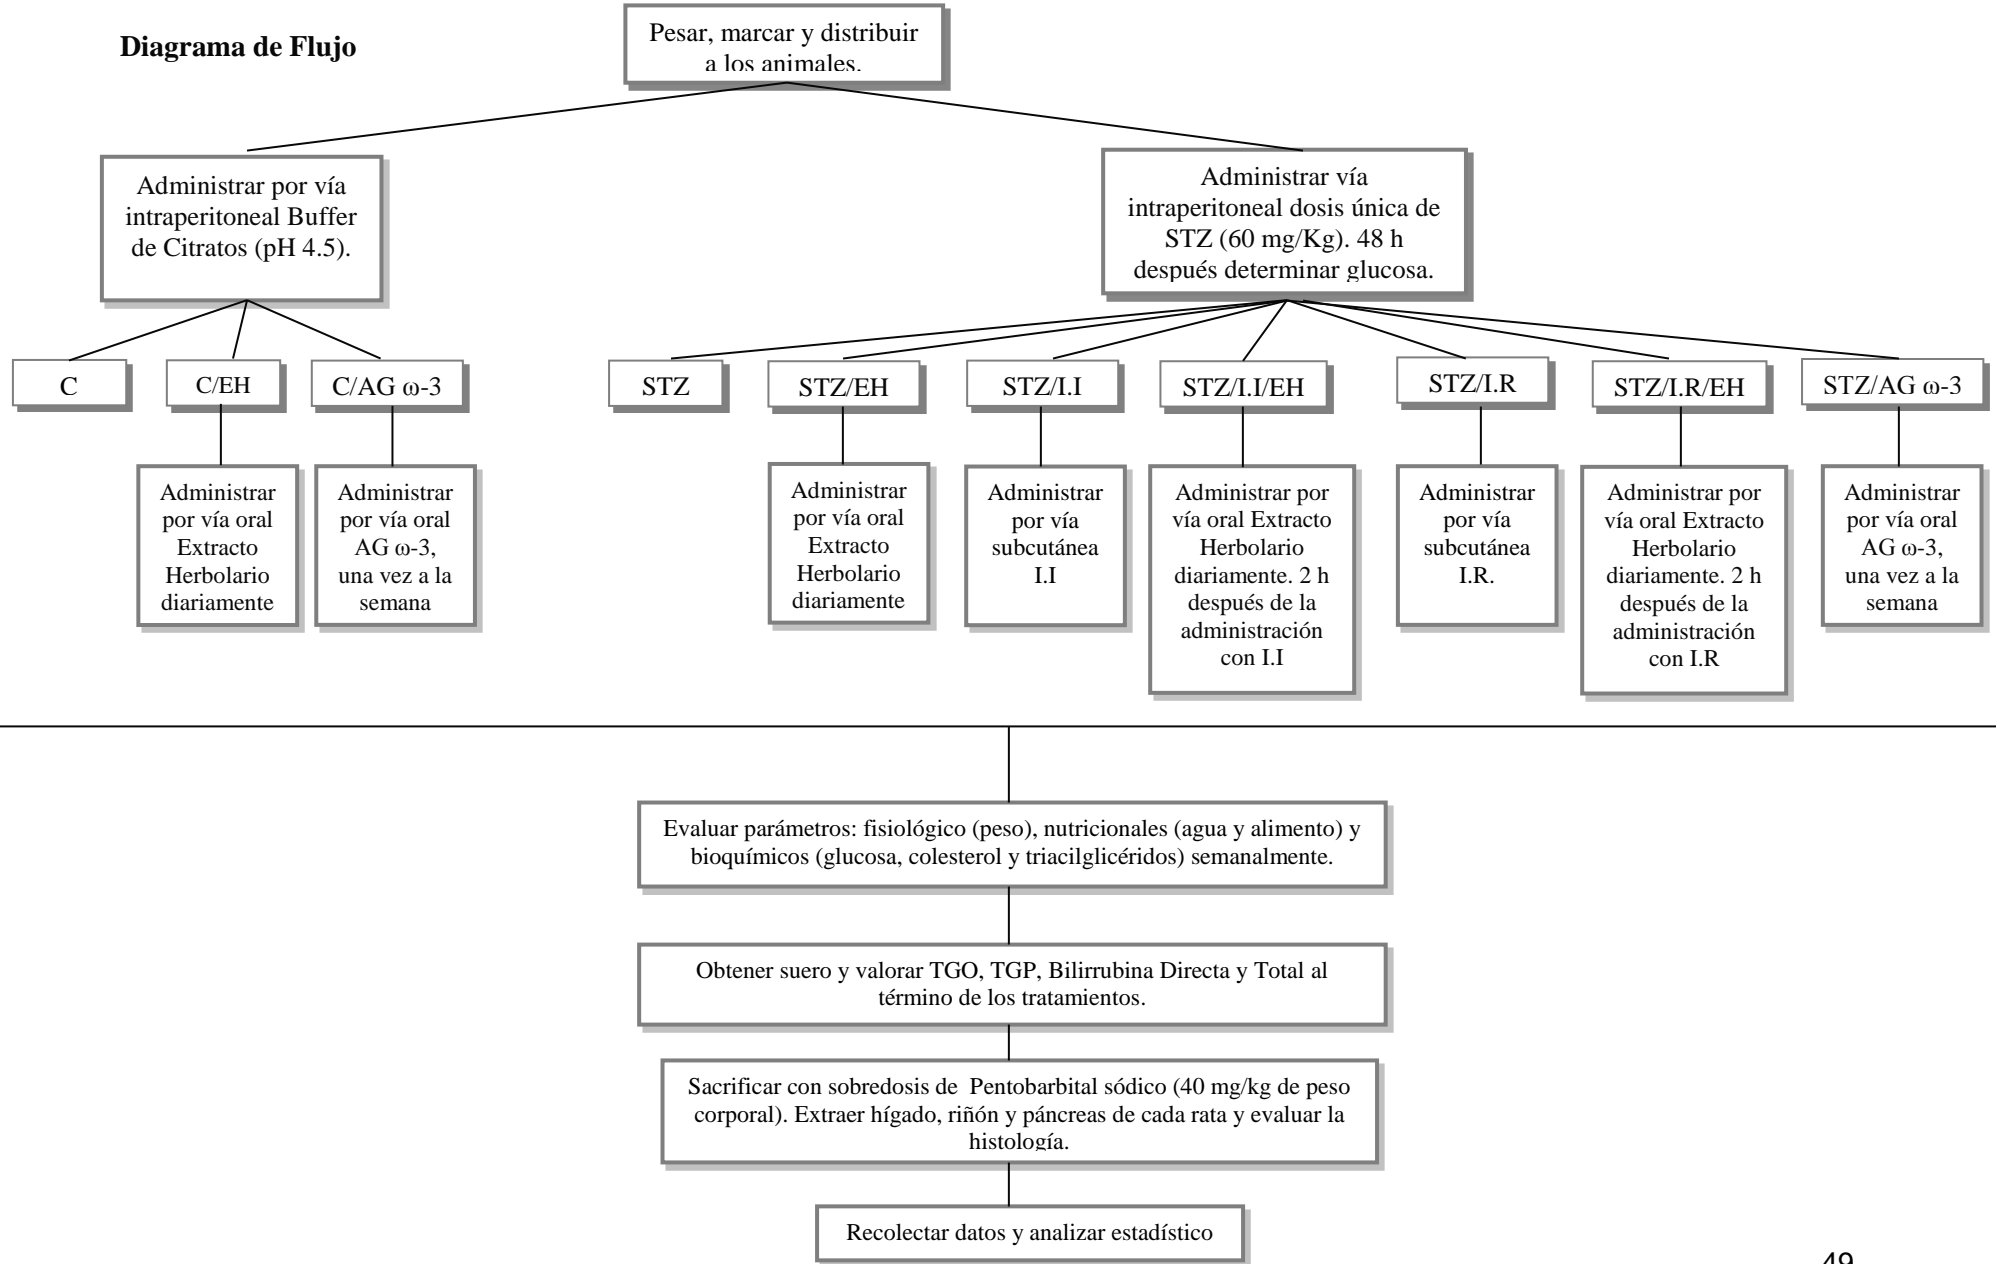 Diagrama de Flujo
Pesar, marcar y distribuir
a los animales.
Administrar por vía
intraperitoneal Buffer
de Citratos (pH 4.5).
Administrar vía
intraperitoneal dosis única de
STZ (60 mg/Kg). 48 h
después determinar glucosa.
C
C/EH
C/AG ω-3
STZ
STZ/EH
STZ/I.I
STZ/I.I/EH
STZ/I.R
STZ/I.R/EH
STZ/AG ω-3
Administrar
por vía oral
Extracto
Herbolario
diariamente
Administrar
por vía oral
AG ω-3,
una vez a la
semana
Administrar
por vía oral
Extracto
Herbolario
diariamente
Administrar
por vía
subcutánea
I.I
Administrar por
vía oral Extracto
Herbolario
diariamente. 2 h
después de la
administración
con I.I
Administrar
por vía
subcutánea
I.R.
Administrar por
vía oral Extracto
Herbolario
diariamente. 2 h
después de la
administración
con I.R
Administrar
por vía oral
AG ω-3,
una vez a la
semana
Evaluar parámetros: fisiológico (peso), nutricionales (agua y alimento) y
bioquímicos (glucosa, colesterol y triacilglicéridos) semanalmente.
Obtener suero y valorar TGO, TGP, Bilirrubina Directa y Total al
término de los tratamientos.
Sacrificar con sobredosis de Pentobarbital sódico (40 mg/kg de peso
corporal). Extraer hígado, riñón y páncreas de cada rata y evaluar la
histología.
Recolectar datos y analizar estadístico
49